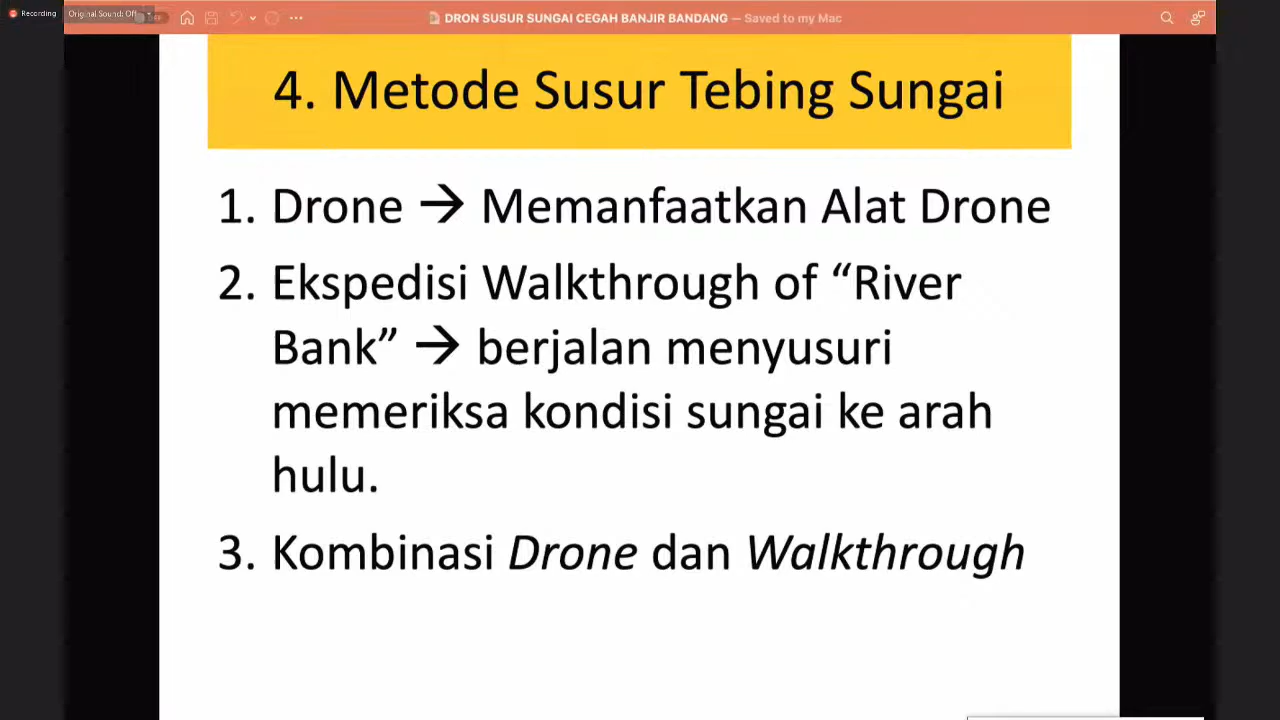 Recording
Original Sound: Off
OFF
DRON SUSUR SUNGAI CEGAH BANJIR BANDANG — Saved to my Mac
4. Metode Susur Tebing Sungai
1. Drone → Memanfaatkan Alat Drone
2. Ekspedisi Walkthrough of “River
Bank” → berjalan menyusuri
memeriksa kondisi sungai ke arah
hulu.
3. Kombinasi Drone dan Walkthrough